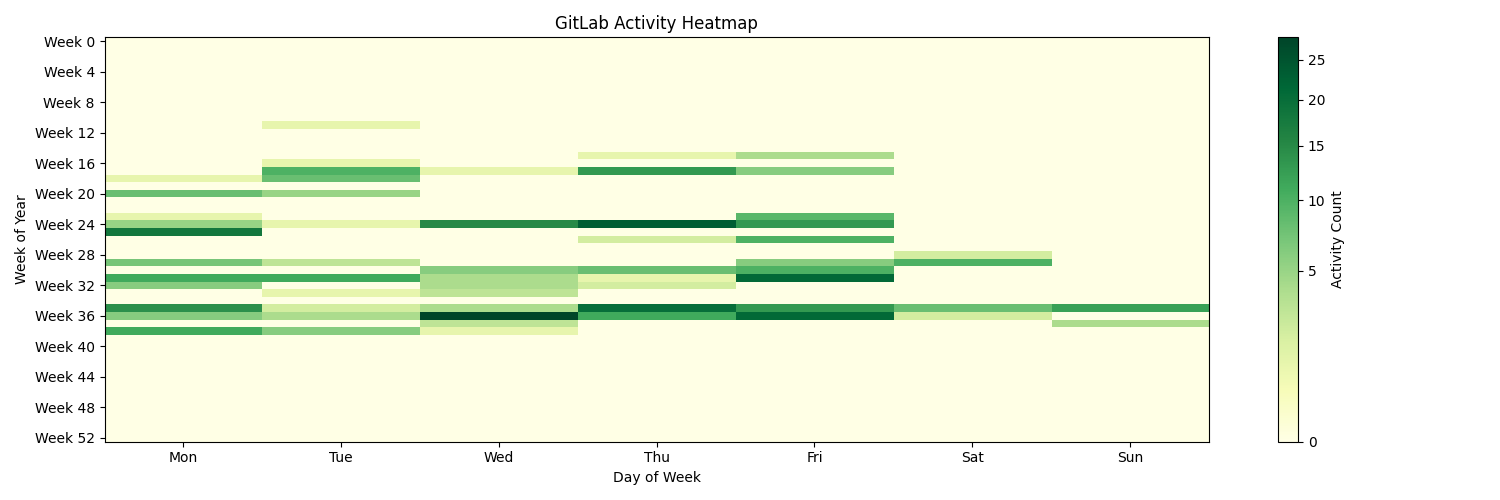 GitLab Activity Heatmap
Week of Year
Week 0
Week 4
Week 8
Week 12
Week 16
Week 20
Week 24
Week 28
Week 32
Week 36
Week 40
Week 44
Week 48
Week 52
Mon Tue Wed Thu Fri Sat Sun
Day of Week
25
20
15
10
5
0
Activity Count